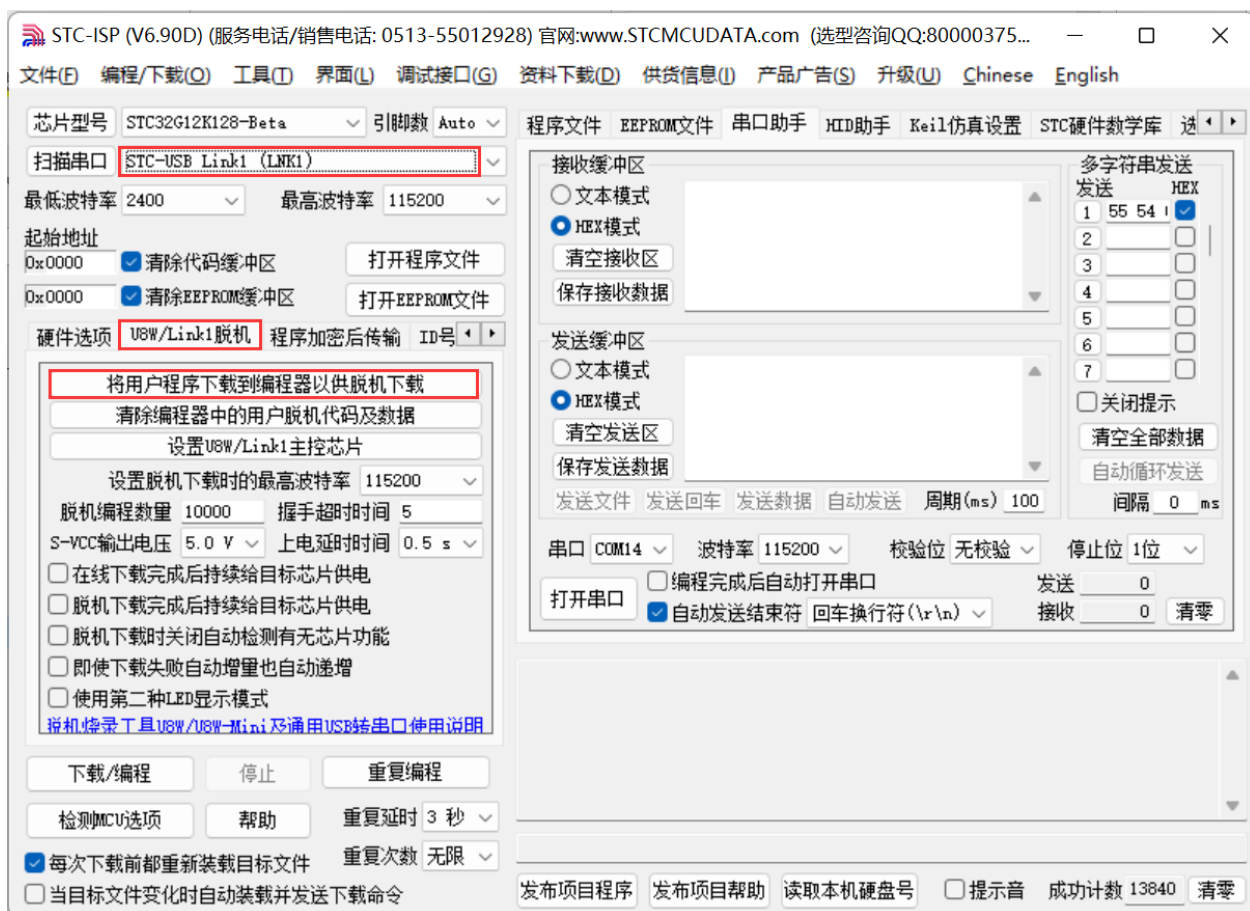 STC-ISP (V6.90D) (服务电话/销售电话: 0513-55012928) 官网:www.STCMCUDATA.com (选型咨询QQ:80000375...
文件(F) 编程/下载(O) 工具(T) 界面(L) 调试接口(G) 资料下载(D) 供货信息(I) 产品广告(S) 升级(U) Chinese English
芯片型号 STC32G12K128-Beta 引脚数 Auto
扫描串口 STC-USB Link1 (LNK1)
最低波特率 2400 最高波特率 115200
起始地址
0x0000 清除代码缓冲区 打开程序文件
0x0000 清除EEPROM缓冲区 打开EEPROM文件
硬件选项 U8W/Link1脱机 程序加密后传输 ID号
将用户程序下载到编程器以供脱机下载
清除编程器中的用户脱机代码及数据
设置U8W/Link1主控芯片
设置脱机下载时的最高波特率 115200
脱机编程数量 10000 握手超时时间 5
S-VCC输出电压 5.0 V 上电延时时间 0.5 s
在线下载完成后持续给目标芯片供电
脱机下载完成后持续给目标芯片供电
脱机下载时关闭自动检测有无芯片功能
即使下载失败自动增量也自动递增
使用第二种LED显示模式
脱机烧录工具U8W/U8W-Mini及通用USB转串口使用说明
下载/编程 停止 重复编程
检测MCU选项 帮助 重复延时 3 秒
每次下载前都重新装载目标文件 重复次数 无限
当目标文件变化时自动装载并发送下载命令
程序文件 EEPROM文件 串口助手 HID助手 Keil仿真设置 STC硬件数学库 选
接收缓冲区
文本模式
HEX模式
清空接收区
保存接收数据
发送缓冲区
文本模式
HEX模式
清空发送区
保存发送数据
发送文件 发送回车 发送数据 自动发送 周期(ms) 100
多字符串发送
发送 HEX
1 55 54
2
3
4
5
6
7
关闭提示
清空全部数据
自动循环发送
间隔 0 ms
串口 COM14 波特率 115200 校验位 无校验 停止位 1位
打开串口 编程完成后自动打开串口 发送 0
自动发送结束符 回车换行符(\r\n) 接收 0 清零
发布项目程序 发布项目帮助 读取本机硬盘号 提示音 成功计数 13840 清零